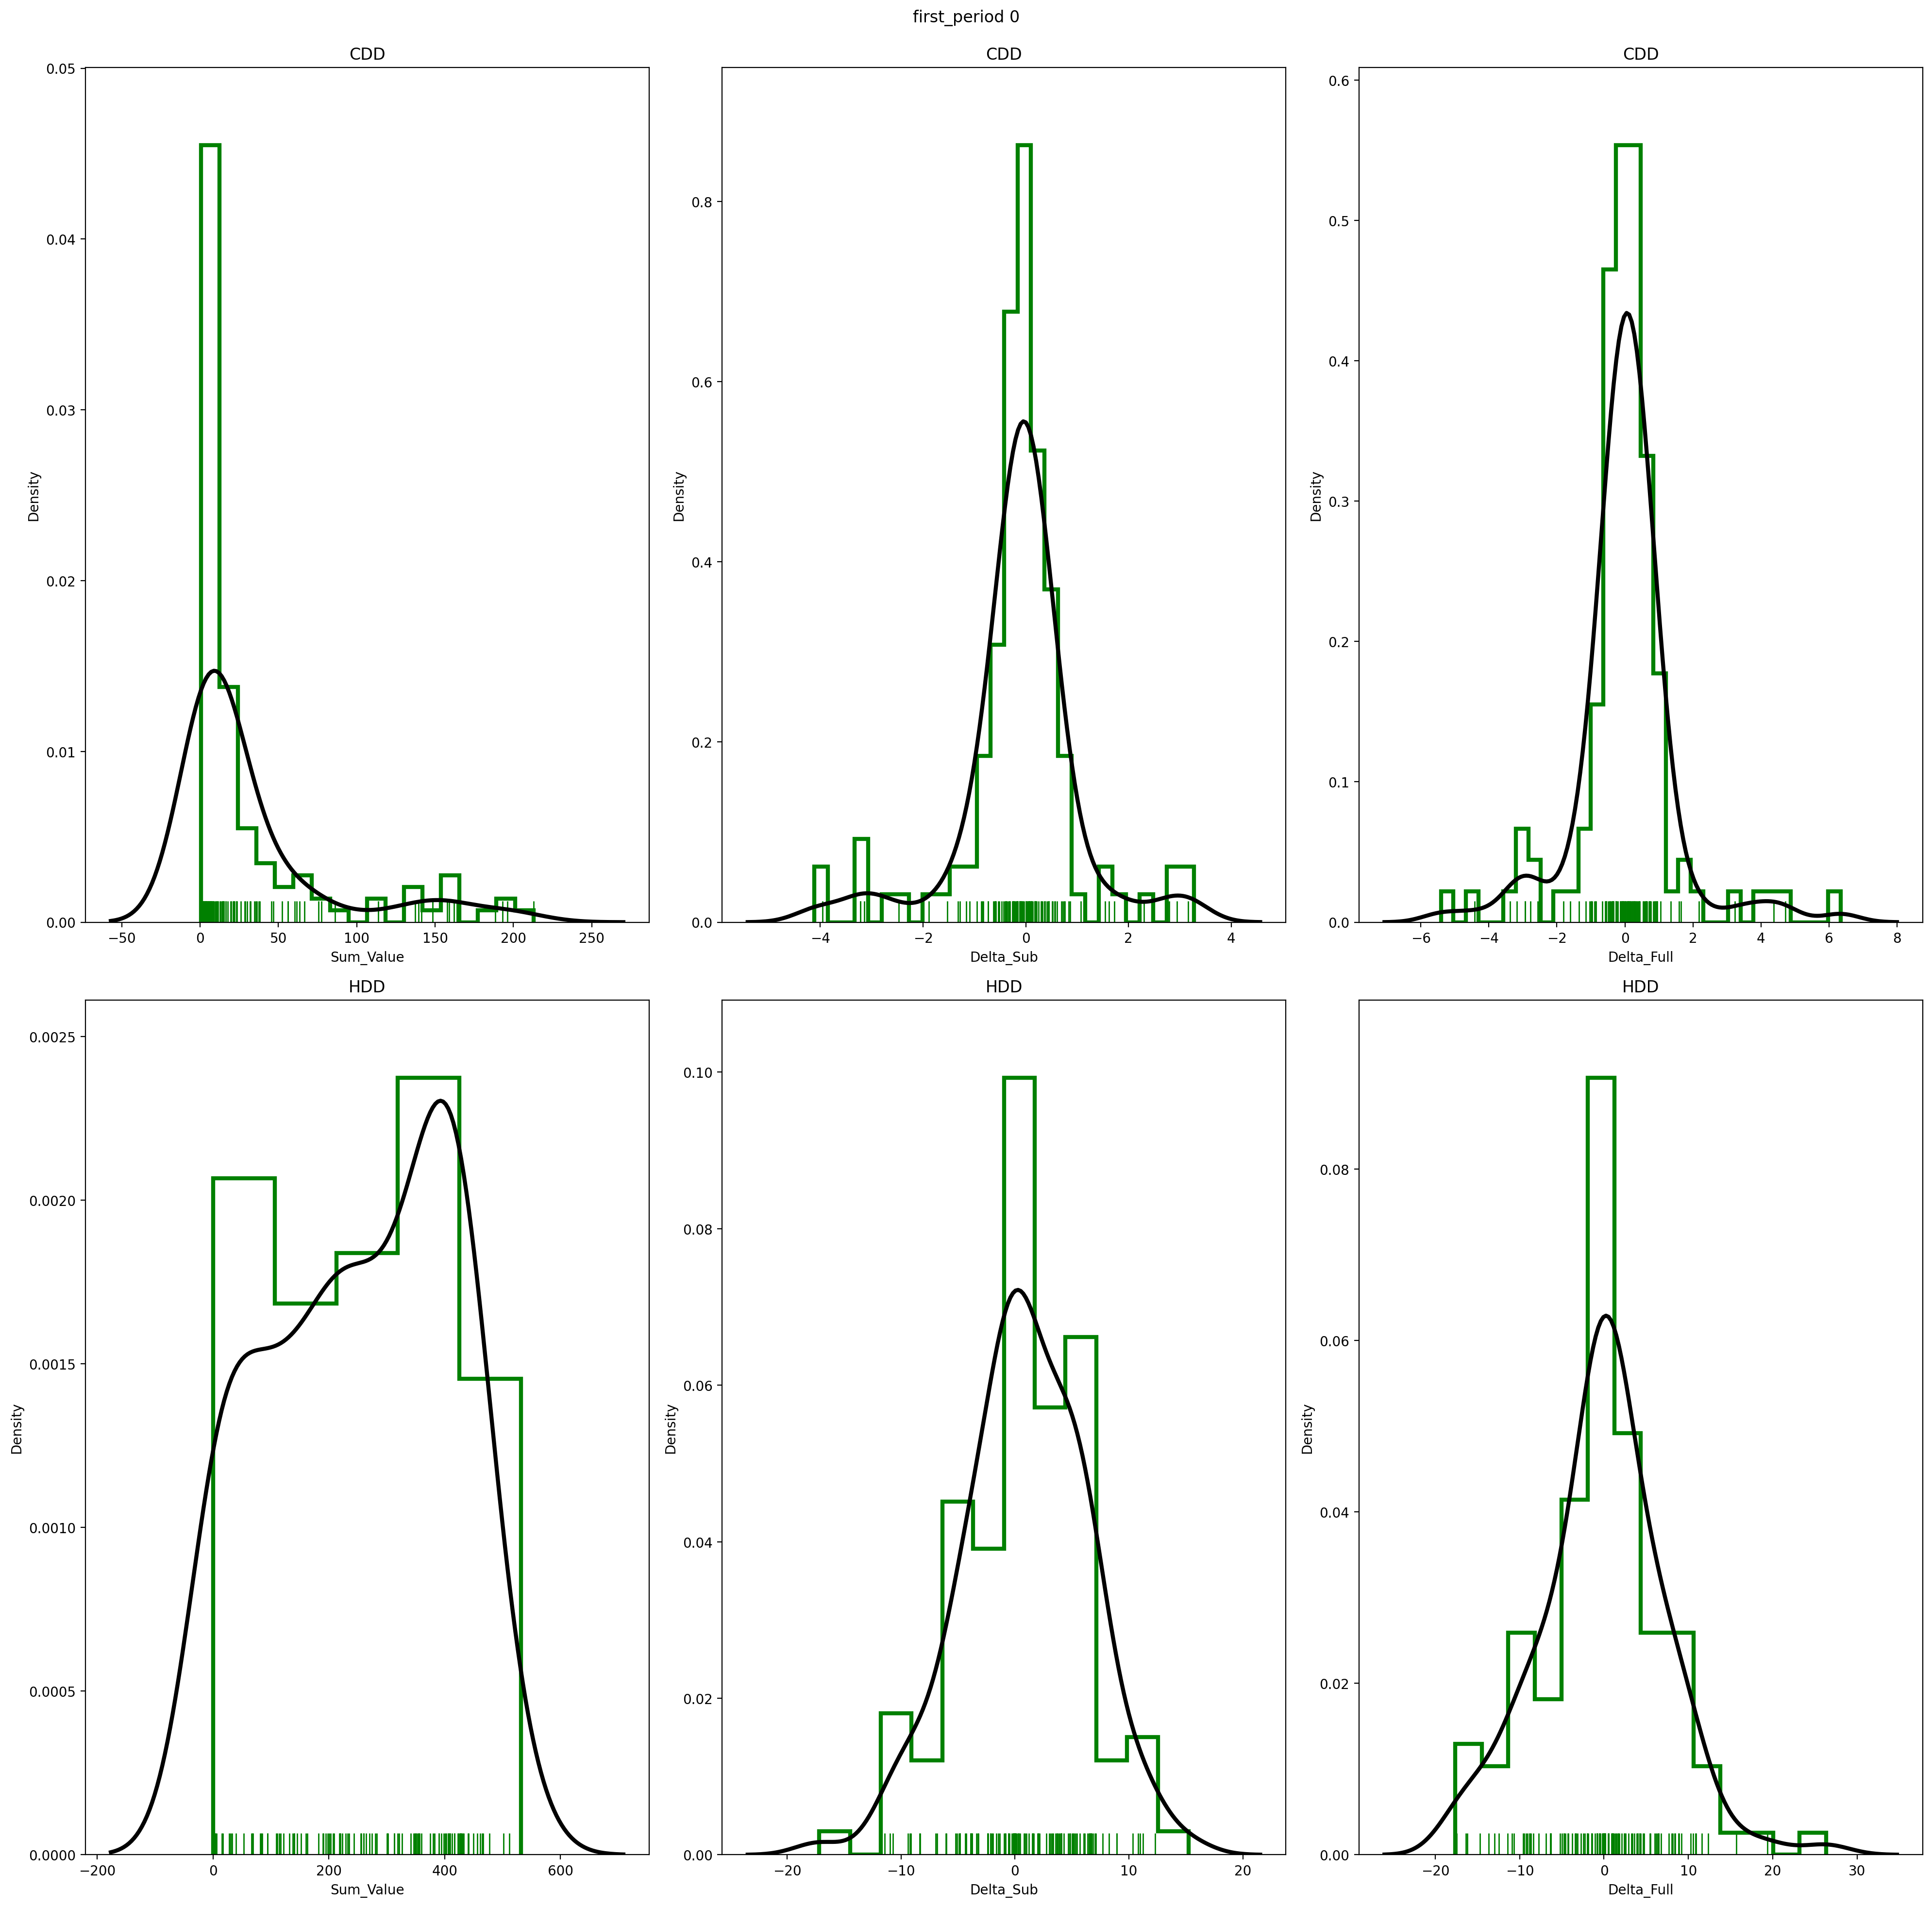 first_period 0
CDD
CDD
CDD
0.05
0.04
0.03
0.02
0.01
0.00
Density
−50 0 50 100 150 200 250
Sum_Value
0.8
0.6
0.4
0.2
0.0
Density
−4 −2 0 2 4
Delta_Sub
0.6
0.5
0.4
0.3
0.2
0.1
0.0
Density
−6 −4 −2 0 2 4 6 8
Delta_Full
HDD
HDD
HDD
0.0025
0.0020
0.0015
0.0010
0.0005
0.0000
Density
−200 0 200 400 600
Sum_Value
0.10
0.08
0.06
0.04
0.02
0.00
Density
−20 −10 0 10 20
Delta_Sub
0.08
0.06
0.04
0.02
0.00
Density
−20 −10 0 10 20 30
Delta_Full